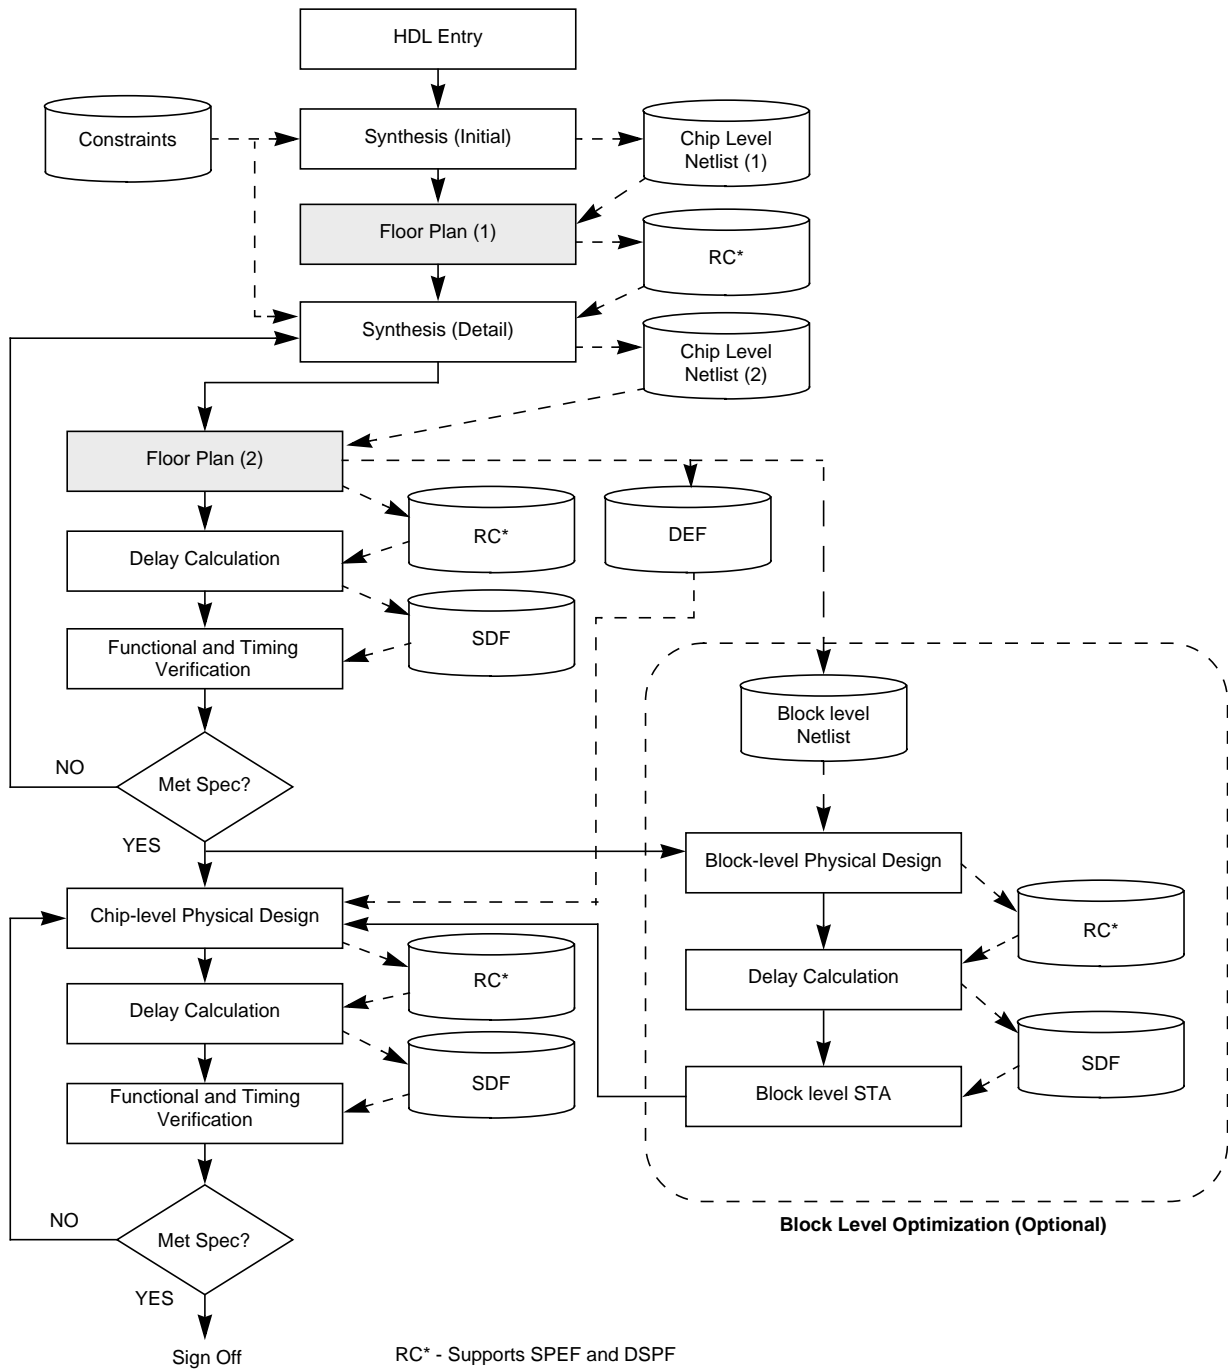 HDL Entry
Constraints
Synthesis (Initial)
Chip Level
Netlist (1)
Floor Plan (1)
RC*
Synthesis (Detail)
Chip Level
Netlist (2)
Floor Plan (2)
RC*
DEF
Delay Calculation
SDF
Functional and Timing
Verification
Block level
Netlist
NO
Met Spec?
YES
Block-level Physical Design
Chip-level Physical Design
RC*
RC*
Delay Calculation
Delay Calculation
SDF
SDF
Functional and Timing
Verification
Block level STA
NO
Met Spec?
Block Level Optimization (Optional)
YES
Sign Off
RC* - Supports SPEF and DSPF